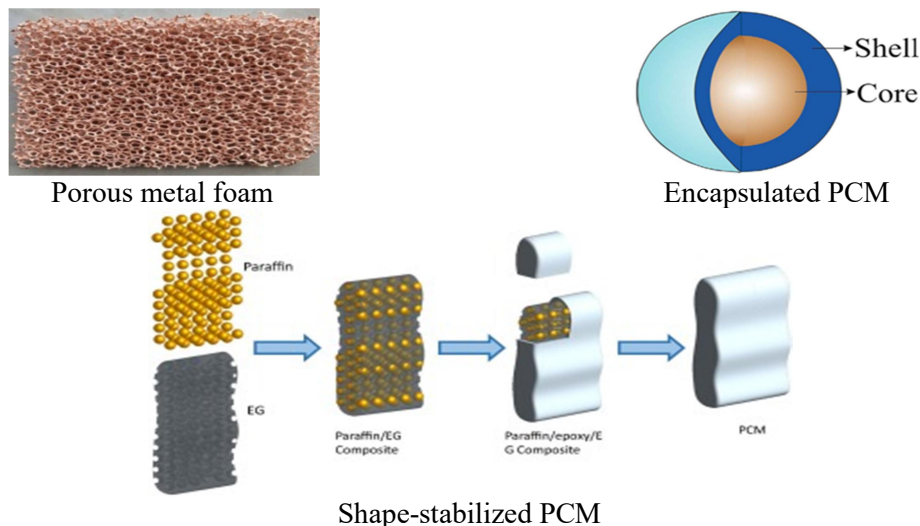 Shell
Core
Porous metal foam
Encapsulated PCM
Paraffin
EG
Paraffin/EG
Composite
Paraffin/epoxy/E
G Composite
PCM
Shape-stabilized PCM